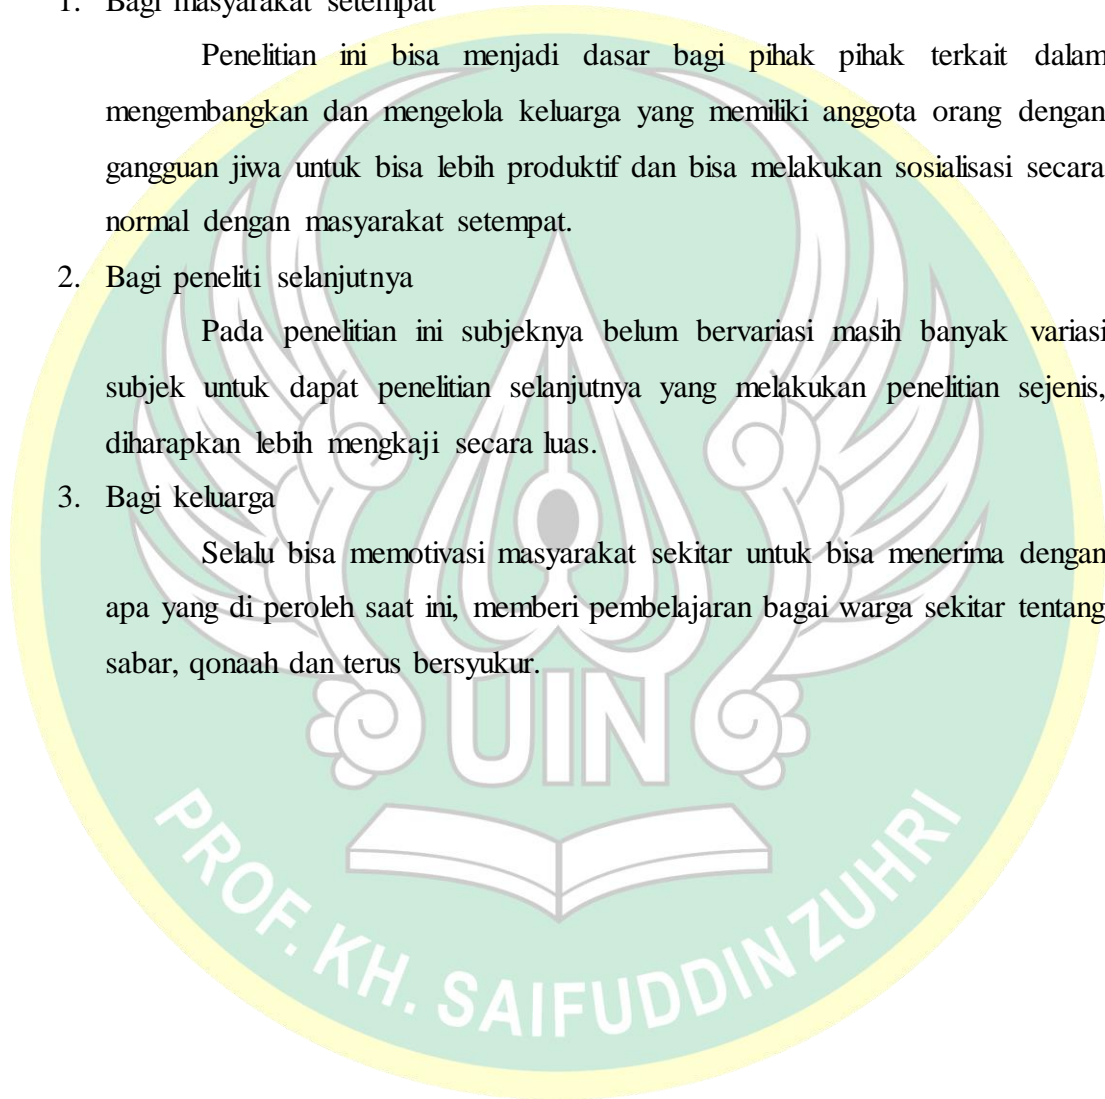 1. Bagi masyarakat setempat
Penelitian ini bisa menjadi dasar bagi pihak pihak terkait dalam
mengembangkan dan mengelola keluarga yang memiliki anggota orang dengan
gangguan jiwa untuk bisa lebih produktif dan bisa melakukan sosialisasi secara
normal dengan masyarakat setempat.
2. Bagi peneliti selanjutnya
Pada penelitian ini subjeknya belum bervariasi masih banyak variasi
subjek untuk dapat penelitian selanjutnya yang melakukan penelitian sejenis,
diharapkan lebih mengkaji secara luas.
3. Bagi keluarga
Selalu bisa memotivasi masyarakat sekitar untuk bisa menerima dengan
apa yang di peroleh saat ini, memberi pembelajaran bagai warga sekitar tentang
sabar, qonaah dan terus bersyukur.
UIN
PROF. KH. SAIFUDDIN ZUHRI